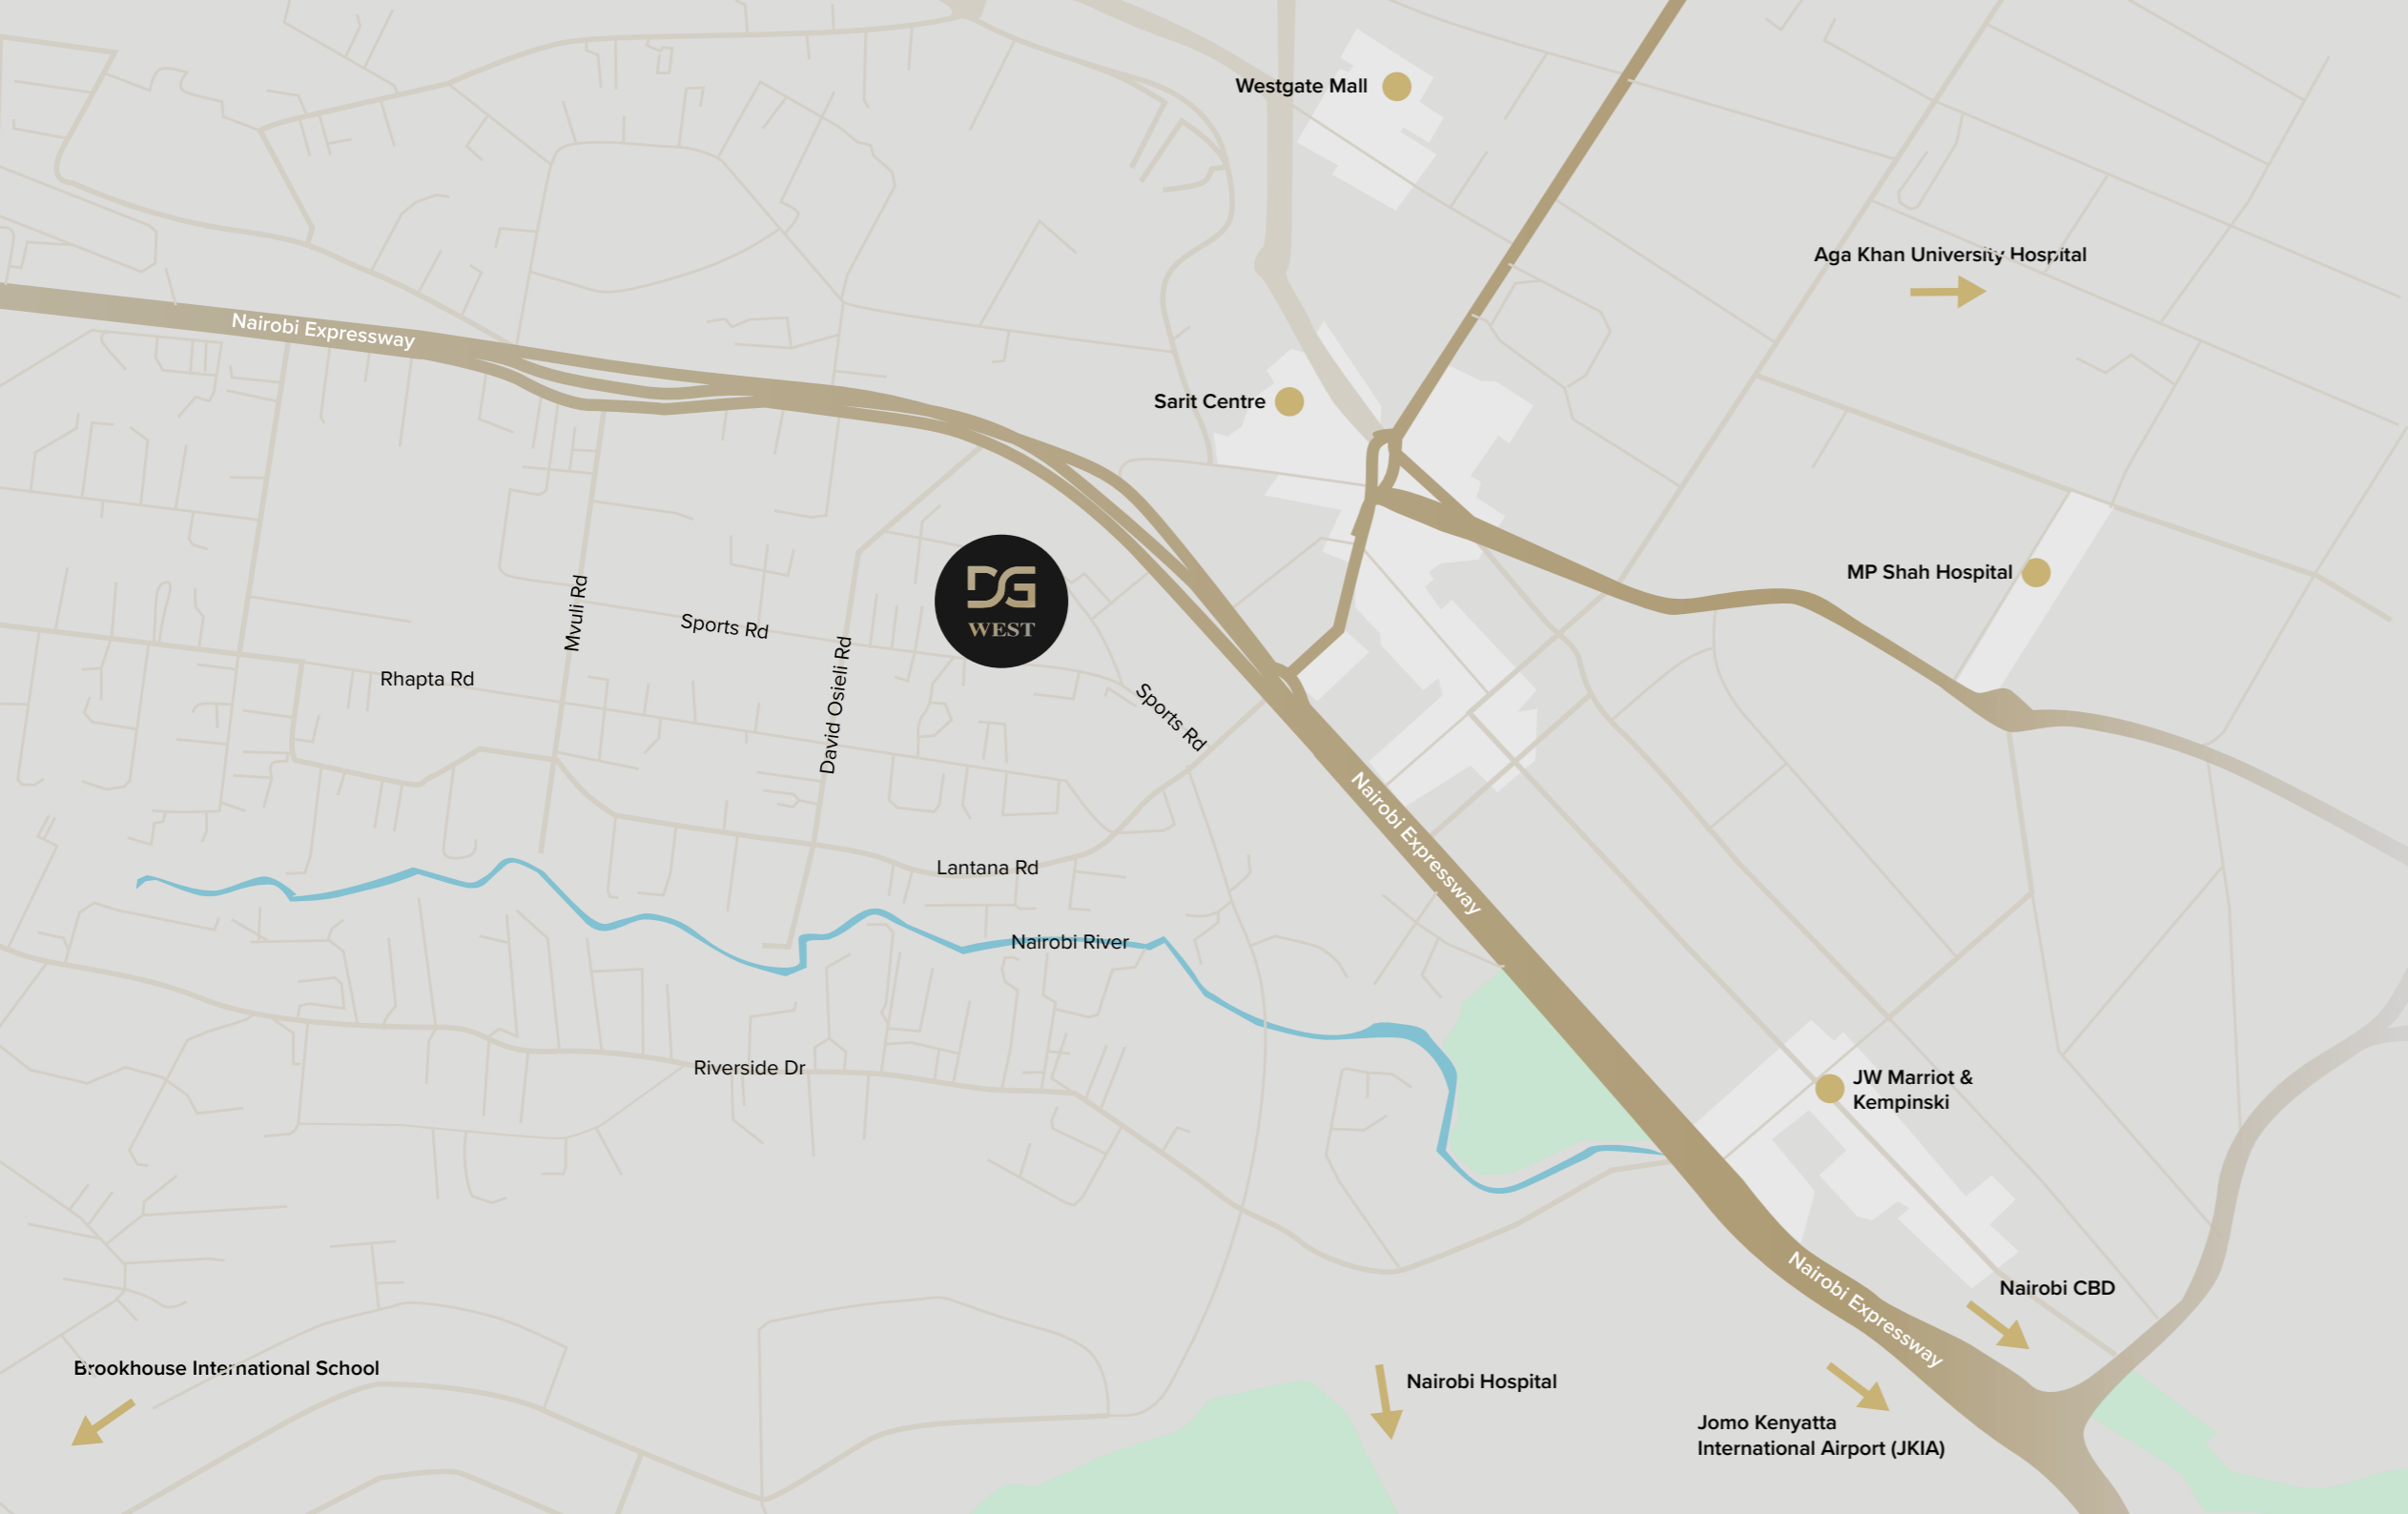 Westgate Mall
Aga Khan University Hospital
Nairobi Expressway
Sarit Centre
MP Shah Hospital
DG
WEST
Mvuli Rd
Sports Rd
David Osieli Rd
Rhapta Rd
Sports Rd
Nairobi Expressway
Lantana Rd
Nairobi River
Riverside Dr
JW Marriot &
Kempinski
Nairobi Expressway
Nairobi CBD
Brookhouse International School
Nairobi Hospital
Jomo Kenyatta
International Airport (JKIA)